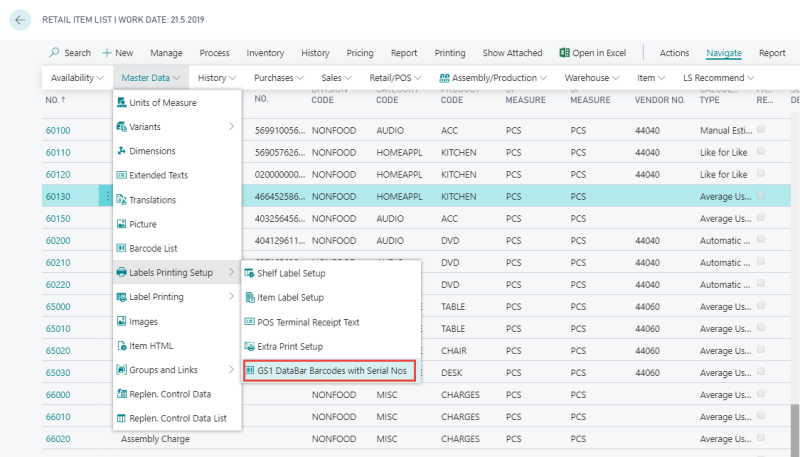 RETAIL ITEM LIST | WORK DATE: 21.5.2019
Search + New Manage Process Inventory History Pricing Report Printing Show Attached Open in Excel Actions Navigate Report
Availability Master Data History Purchases Sales Retail/POS Assembly/Production Warehouse Item LS Recommend
NO. ↑ NO. DIVISION CODE CATEGORY CODE PRODUCT CODE OF MEASURE OF MEASURE VENDOR NO. TYPE RE...
60100 569910056... NONFOOD AUDIO ACC PCS PCS 44040 Manual Esti...
60110 569057626... NONFOOD HOMEAPPL KITCHEN PCS PCS 44040 Like for Like
60120 020000000... NONFOOD HOMEAPPL KITCHEN PCS PCS 44040 Like for Like
60130 466452586... NONFOOD HOMEAPPL KITCHEN PCS PCS Average Us...
60150 403256456... NONFOOD AUDIO ACC PCS PCS Average Us...
60200 404129611... NONFOOD AUDIO DVD PCS PCS 44040 Automatic ...
60210 DVD PCS PCS 44040 Automatic ...
60220 DVD PCS PCS 44040 Automatic ...
65000 TABLE PCS PCS 44060 Average Us...
65010 TABLE PCS PCS 44060 Average Us...
65020 CHAIR PCS PCS 44060 Average Us...
65030 DESK PCS PCS 44060 Average Us...
66000 NONFOOD MISC CHARGES PCS PCS Average Us...
66010 NONFOOD MISC CHARGES PCS PCS Average Us...
66020 Assembly Charge NONFOOD MISC CHARGES PCS PCS Average Us...
Units of Measure
Variants
Dimensions
Extended Texts
Translations
Picture
Barcode List
Labels Printing Setup
Label Printing
Images
Item HTML
Groups and Links
Replen. Control Data
Replen. Control Data List
Shelf Label Setup
Item Label Setup
POS Terminal Receipt Text
Extra Print Setup
GS1 DataBar Barcodes with Serial Nos